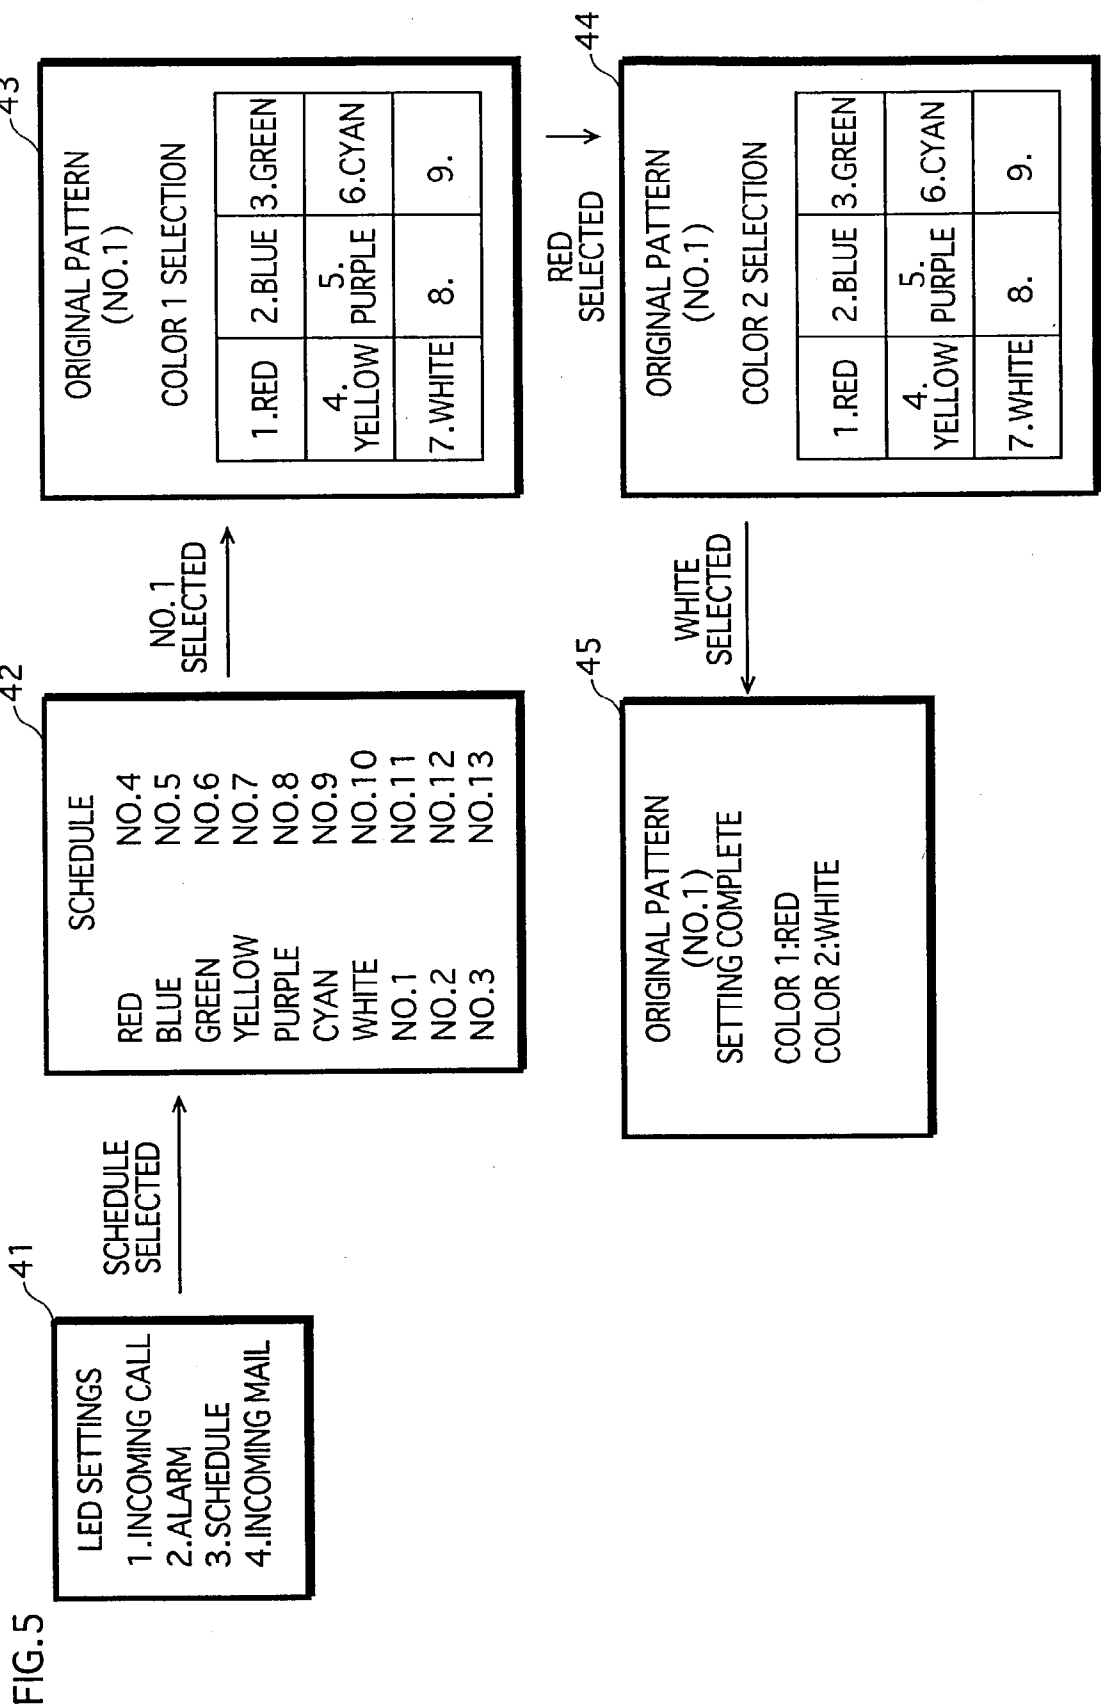 FIG.5
41
LED SETTINGS
1.INCOMING CALL
2.ALARM
3.SCHEDULE
4.INCOMING MAIL
SCHEDULE
SELECTED
42
SCHEDULE
RED NO.4
BLUE NO.5
GREEN NO.6
YELLOW NO.7
PURPLE NO.8
CYAN NO.9
WHITE NO.10
NO.1 NO.11
NO.2 NO.12
NO.3 NO.13
NO.1
SELECTED
43
ORIGINAL PATTERN
(NO.1)
COLOR 1 SELECTION
1.RED 2.BLUE 3.GREEN
4. YELLOW 5. PURPLE 6.CYAN
7.WHITE 8. 9.
RED
SELECTED
44
ORIGINAL PATTERN
(NO.1)
COLOR 2 SELECTION
1.RED 2.BLUE 3.GREEN
4. YELLOW 5. PURPLE 6.CYAN
7.WHITE 8. 9.
WHITE
SELECTED
45
ORIGINAL PATTERN
(NO.1)
SETTING COMPLETE
COLOR 1:RED
COLOR 2:WHITE